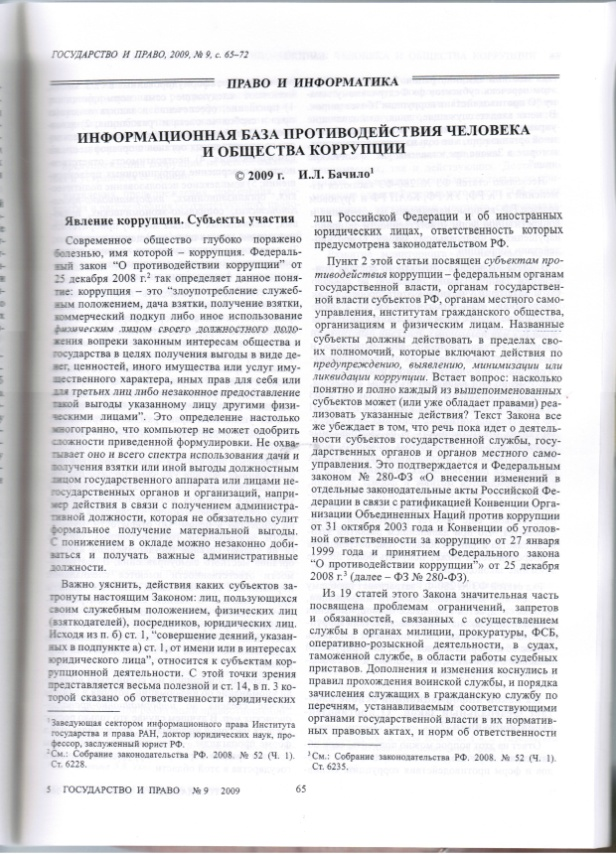 ГОСУДАРСТВО И ПРАВО, 2009, № 9, с. 65–72
ПРАВО И ИНФОРМАТИКА
ИНФОРМАЦИОННАЯ БАЗА ПРОТИВОДЕЙСТВИЯ ЧЕЛОВЕКА
И ОБЩЕСТВА КОРРУПЦИИ
© 2009 г. И.Л. Бачило¹
Явление коррупции. Субъекты участия
Современное общество глубоко поражено
болезнью, имя которой – коррупция. Федераль-
ный закон “О противодействии коррупции” от
25 декабря 2008 г.² так определяет данное поня-
тие: коррупция – это “злоупотребление служеб-
ным положением, дача взятки, получение взятки,
коммерческий подкуп либо иное использование
физическим лицом своего должностного поло-
жения вопреки законным интересам общества и
государства в целях получения выгоды в виде де-
нег, ценностей, иного имущества или услуг иму-
щественного характера, иных прав для себя или
для третьих лиц либо незаконное предоставление
такой выгоды указанному лицу другими физи-
ческими лицами”. Это определение настолько
многогранно, что компьютер не может одобрить
сложности приведенной формулировки. Не охва-
тывает оно и всего спектра использования дачи и
получения взятки или иной выгоды должностным
лицом государственного аппарата или лицами не-
государственных органов и организаций, напри-
мер действия в связи с получением администра-
тивной должности, которая не обязательно сулит
формальное получение материальной выгоды.
С понижением в окладе можно незаконно доби-
ваться и получать важные административные
должности.
Важно уяснить, действия каких субъектов за-
тронуты настоящим Законом: лиц, пользующихся
своим служебным положением, физических лиц
(взяткодателей), посредников, юридических лиц.
Исходя из п. б) ст. 1, “совершение деяний, указан-
ных в подпункте а) ст. 1, от имени или в интересах
юридического лица”, относится к субъектам кор-
рупционной деятельности. С этой точки зрения
представляется весьма полезной и ст. 14, в п. 3 ко-
торой сказано об ответственности юридических
¹Заведующая сектором информационного права Института
государства и права РАН, доктор юридических наук, про-
фессор, заслуженный юрист РФ.
²См.: Собрание законодательства РФ. 2008. № 52 (Ч. 1).
Ст. 6228.
лиц Российской Федерации и об иностранных
юридических лицах, ответственность которых
предусмотрена законодательством РФ.
Пункт 2 этой статьи посвящен субъектам про-
тиводействия коррупции – федеральным органам
государственной власти, органам государствен-
ной власти субъектов РФ, органам местного само-
управления, институтам гражданского общества,
организациям и физическим лицам. Названные
субъекты должны действовать в пределах сво-
их полномочий, которые включают действия по
предупреждению, выявлению, минимизации или
ликвидации коррупции. Встает вопрос: насколько
понятно и полно каждый из вышепоименованных
субъектов может (или уже обладает правами) реа-
лизовать указанные действия? Текст Закона все
же убеждает в том, что речь пока идет о деятель-
ности субъектов государственной службы, госу-
дарственных органов и органов местного само-
управления. Это подтверждается и Федеральным
законом № 280-ФЗ «О внесении изменений в
отдельные законодательные акты Российской Фе-
дерации в связи с ратификацией Конвенции Орга-
низации Объединенных Наций против коррупции
от 31 октября 2003 года и Конвенции об уголов-
ной ответственности за коррупцию от 27 января
1999 года и принятием Федерального закона
“О противодействии коррупции”» от 25 декабря
2008 г.³ (далее – ФЗ № 280-ФЗ).
Из 19 статей этого Закона значительная часть
посвящена проблемам ограничений, запретов
и обязанностей, связанных с осуществлением
службы в органах милиции, прокуратуры, ФСБ,
оперативно-розыскной деятельности, в судах,
таможенной службе, в области работы судебных
приставов. Дополнения и изменения коснулись и
правил прохождения воинской службы, и порядка
зачисления служащих в гражданскую службу по
перечням, устанавливаемым соответствующими
органами государственной власти в их норматив-
ных правовых актах, и норм об ответственности
³См.: Собрание законодательства РФ. 2008. № 52 (Ч. 1).
Ст. 6235.
5 ГОСУДАРСТВО И ПРАВО № 9 2009
65